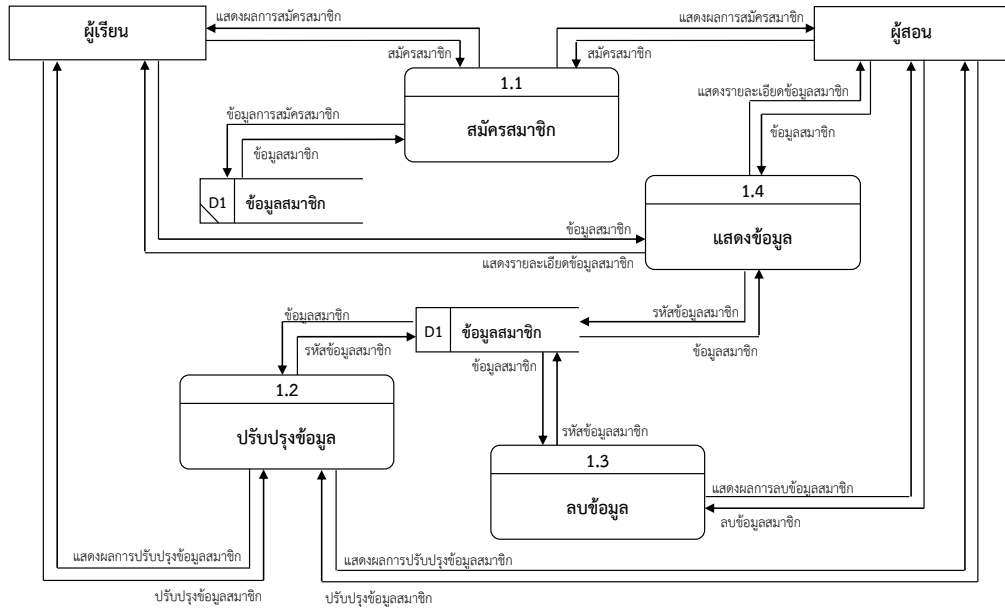 แสดงผลการสมัครสมาชิก
แสดงผลการสมัครสมาชิก
ผู้เรียน
ผู้สอน
สมัครสมาชิก
สมัครสมาชิก
1.1
สมัครสมาชิก
แสดงรายละเอียดข้อมูลสมาชิก
ข้อมูลการสมัครสมาชิก
ข้อมูลสมาชิก
ข้อมูลสมาชิก
D1
ข้อมูลสมาชิก
1.4
แสดงข้อมูล
ข้อมูลสมาชิก
แสดงรายละเอียดข้อมูลสมาชิก
ข้อมูลสมาชิก
รหัสข้อมูลสมาชิก
D1
ข้อมูลสมาชิก
รหัสข้อมูลสมาชิก
ข้อมูลสมาชิก
ข้อมูลสมาชิก
1.2
ปรับปรุงข้อมูล
รหัสข้อมูลสมาชิก
1.3
ลบข้อมูล
แสดงผลการลบข้อมูลสมาชิก
ลบข้อมูลสมาชิก
แสดงผลการปรับปรุงข้อมูลสมาชิก
แสดงผลการปรับปรุงข้อมูลสมาชิก
ปรับปรุงข้อมูลสมาชิก
ปรับปรุงข้อมูลสมาชิก